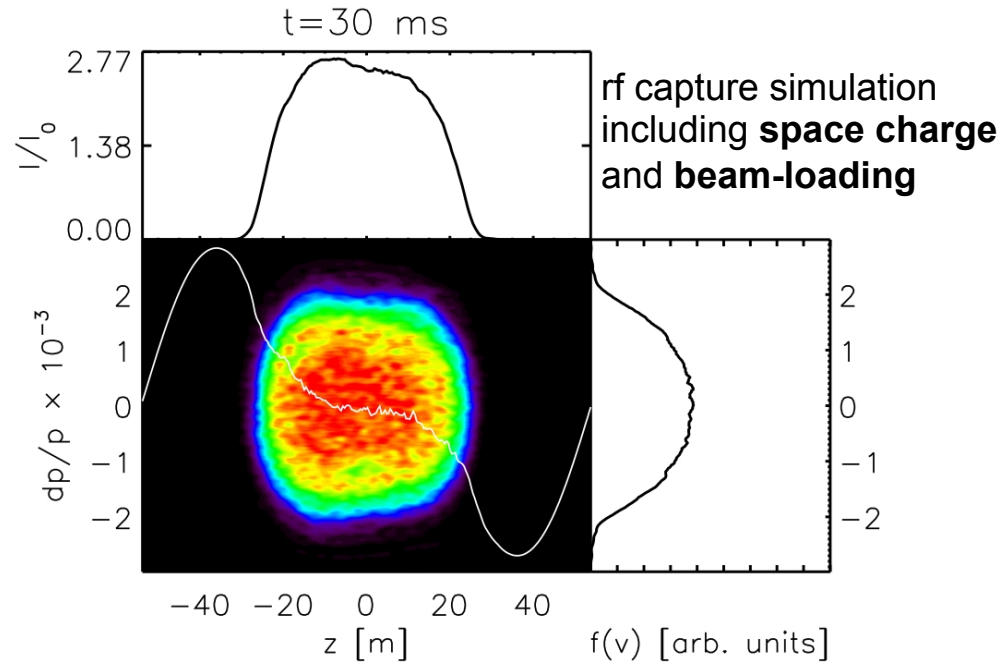 t=30 ms
2.77
1.38
0.00
I/I₀
rf capture simulation
including space charge
and beam-loading
2
1
0
−1
−2
dp/p × 10⁻³
2
1
0
−1
−2
−40 −20 0 20 40
z [m]
f(v) [arb. units]